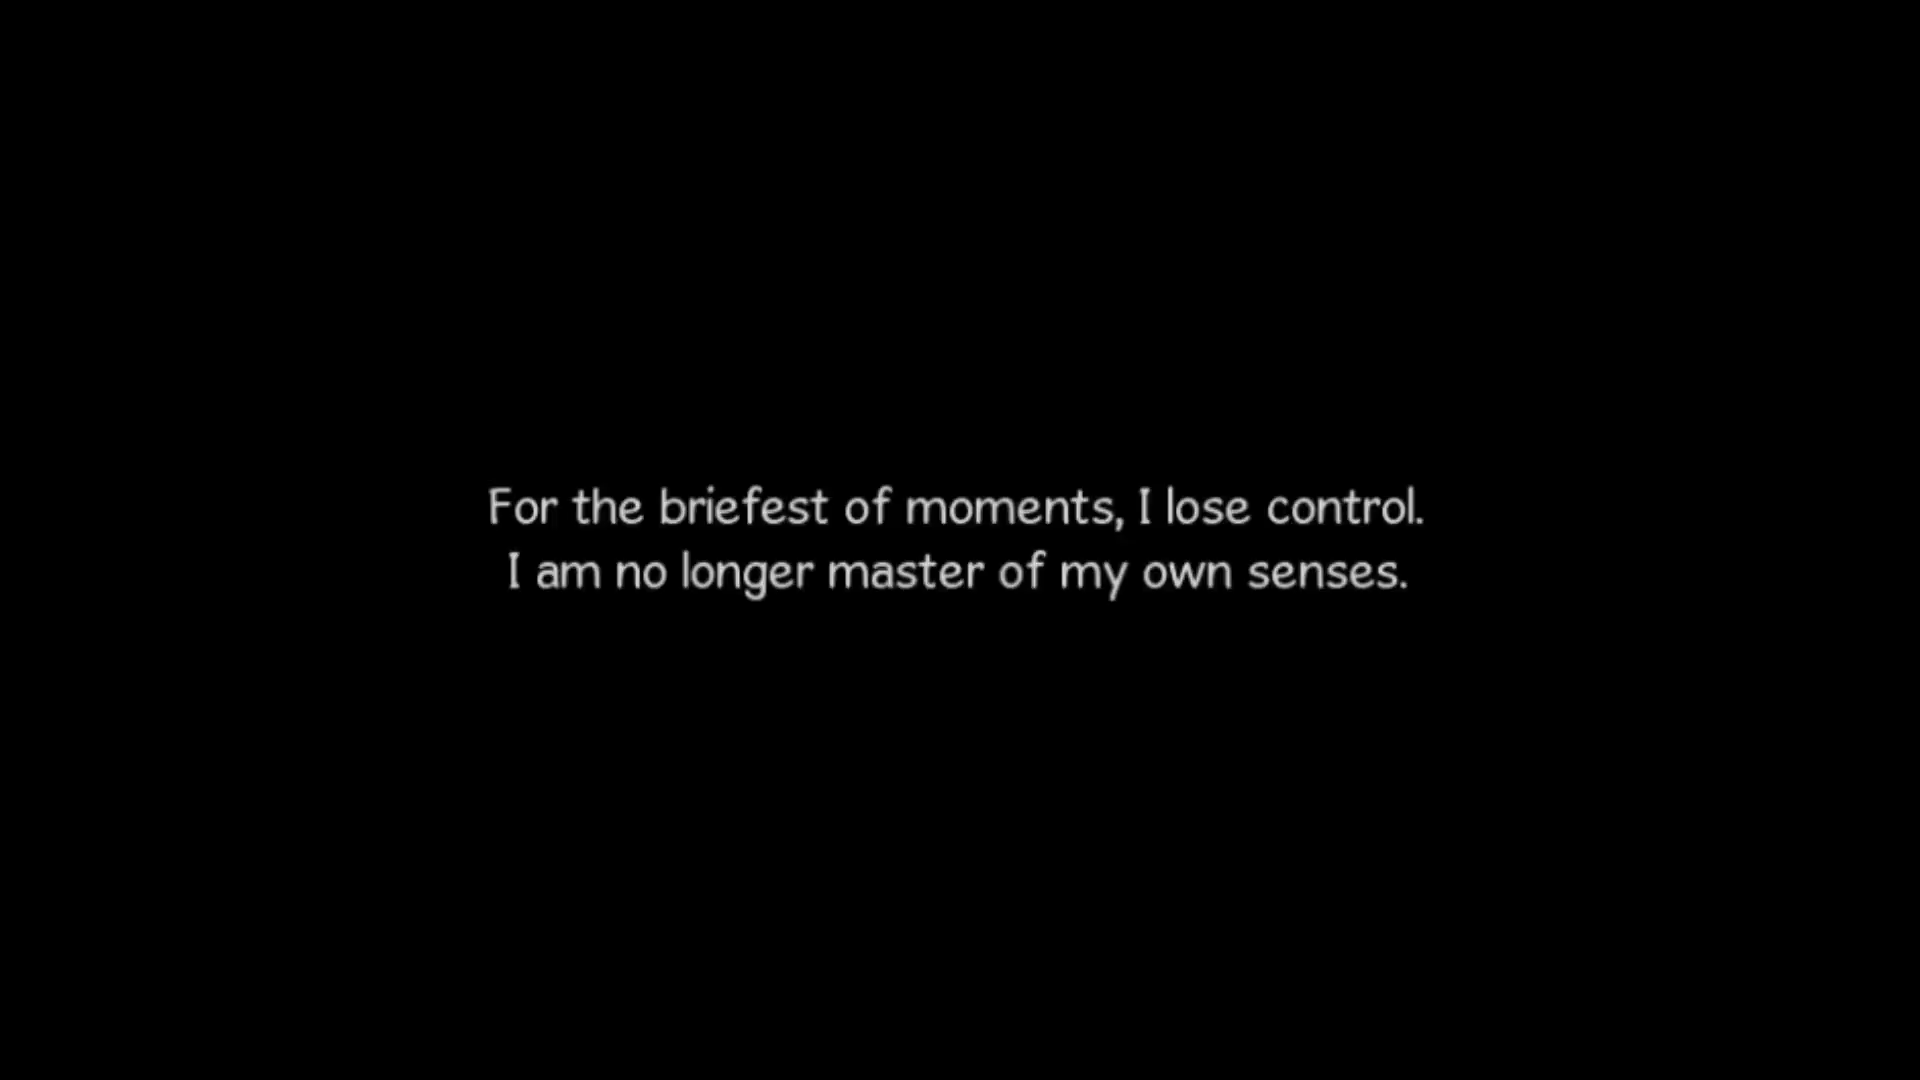 For the briefest of moments, I lose control.
I am no longer master of my own senses.